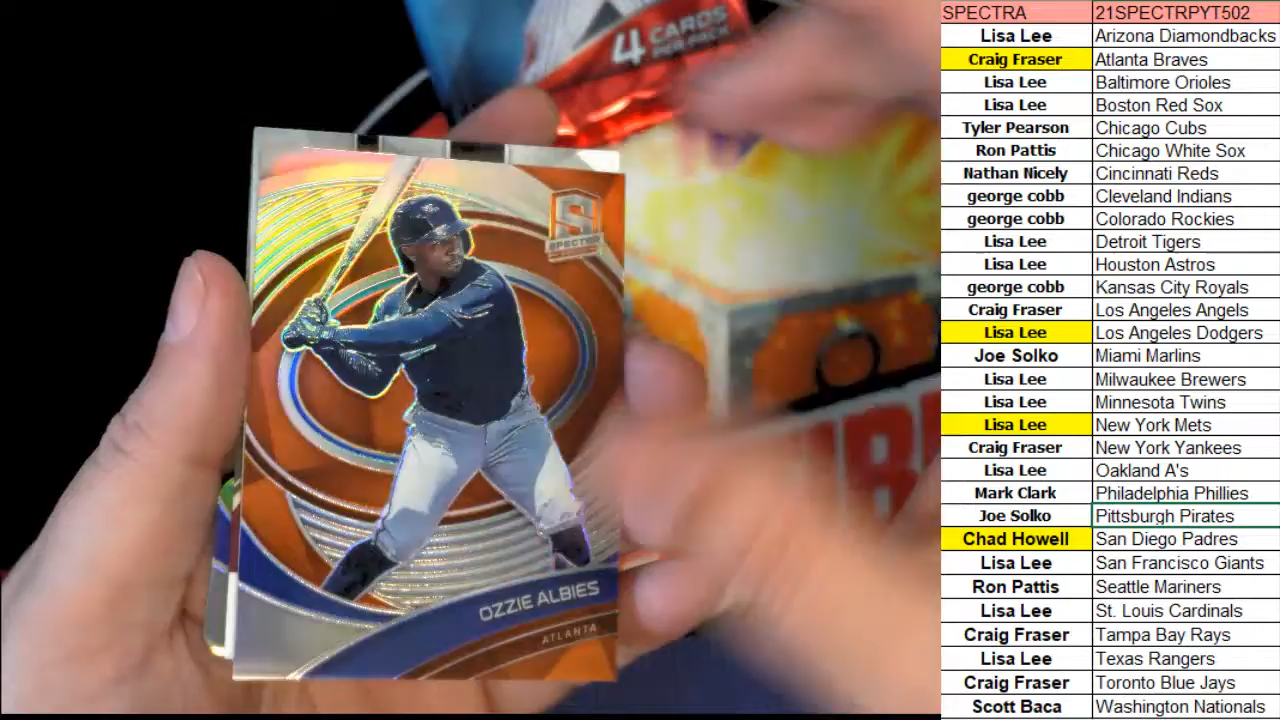 4 CARDS
PER PACK
SPECTRA
OZZIE ALBIES
ATLANTA
SPECTRA 21SPECTRPYT502
Lisa Lee Arizona Diamondbacks
Craig Fraser Atlanta Braves
Lisa Lee Baltimore Orioles
Lisa Lee Boston Red Sox
Tyler Pearson Chicago Cubs
Ron Pattis Chicago White Sox
Nathan Nicely Cincinnati Reds
george cobb Cleveland Indians
george cobb Colorado Rockies
Lisa Lee Detroit Tigers
Lisa Lee Houston Astros
george cobb Kansas City Royals
Craig Fraser Los Angeles Angels
Lisa Lee Los Angeles Dodgers
Joe Solko Miami Marlins
Lisa Lee Milwaukee Brewers
Lisa Lee Minnesota Twins
Lisa Lee New York Mets
Craig Fraser New York Yankees
Lisa Lee Oakland A's
Mark Clark Philadelphia Phillies
Joe Solko Pittsburgh Pirates
Chad Howell San Diego Padres
Lisa Lee San Francisco Giants
Ron Pattis Seattle Mariners
Lisa Lee St. Louis Cardinals
Craig Fraser Tampa Bay Rays
Lisa Lee Texas Rangers
Craig Fraser Toronto Blue Jays
Scott Baca Washington Nationals